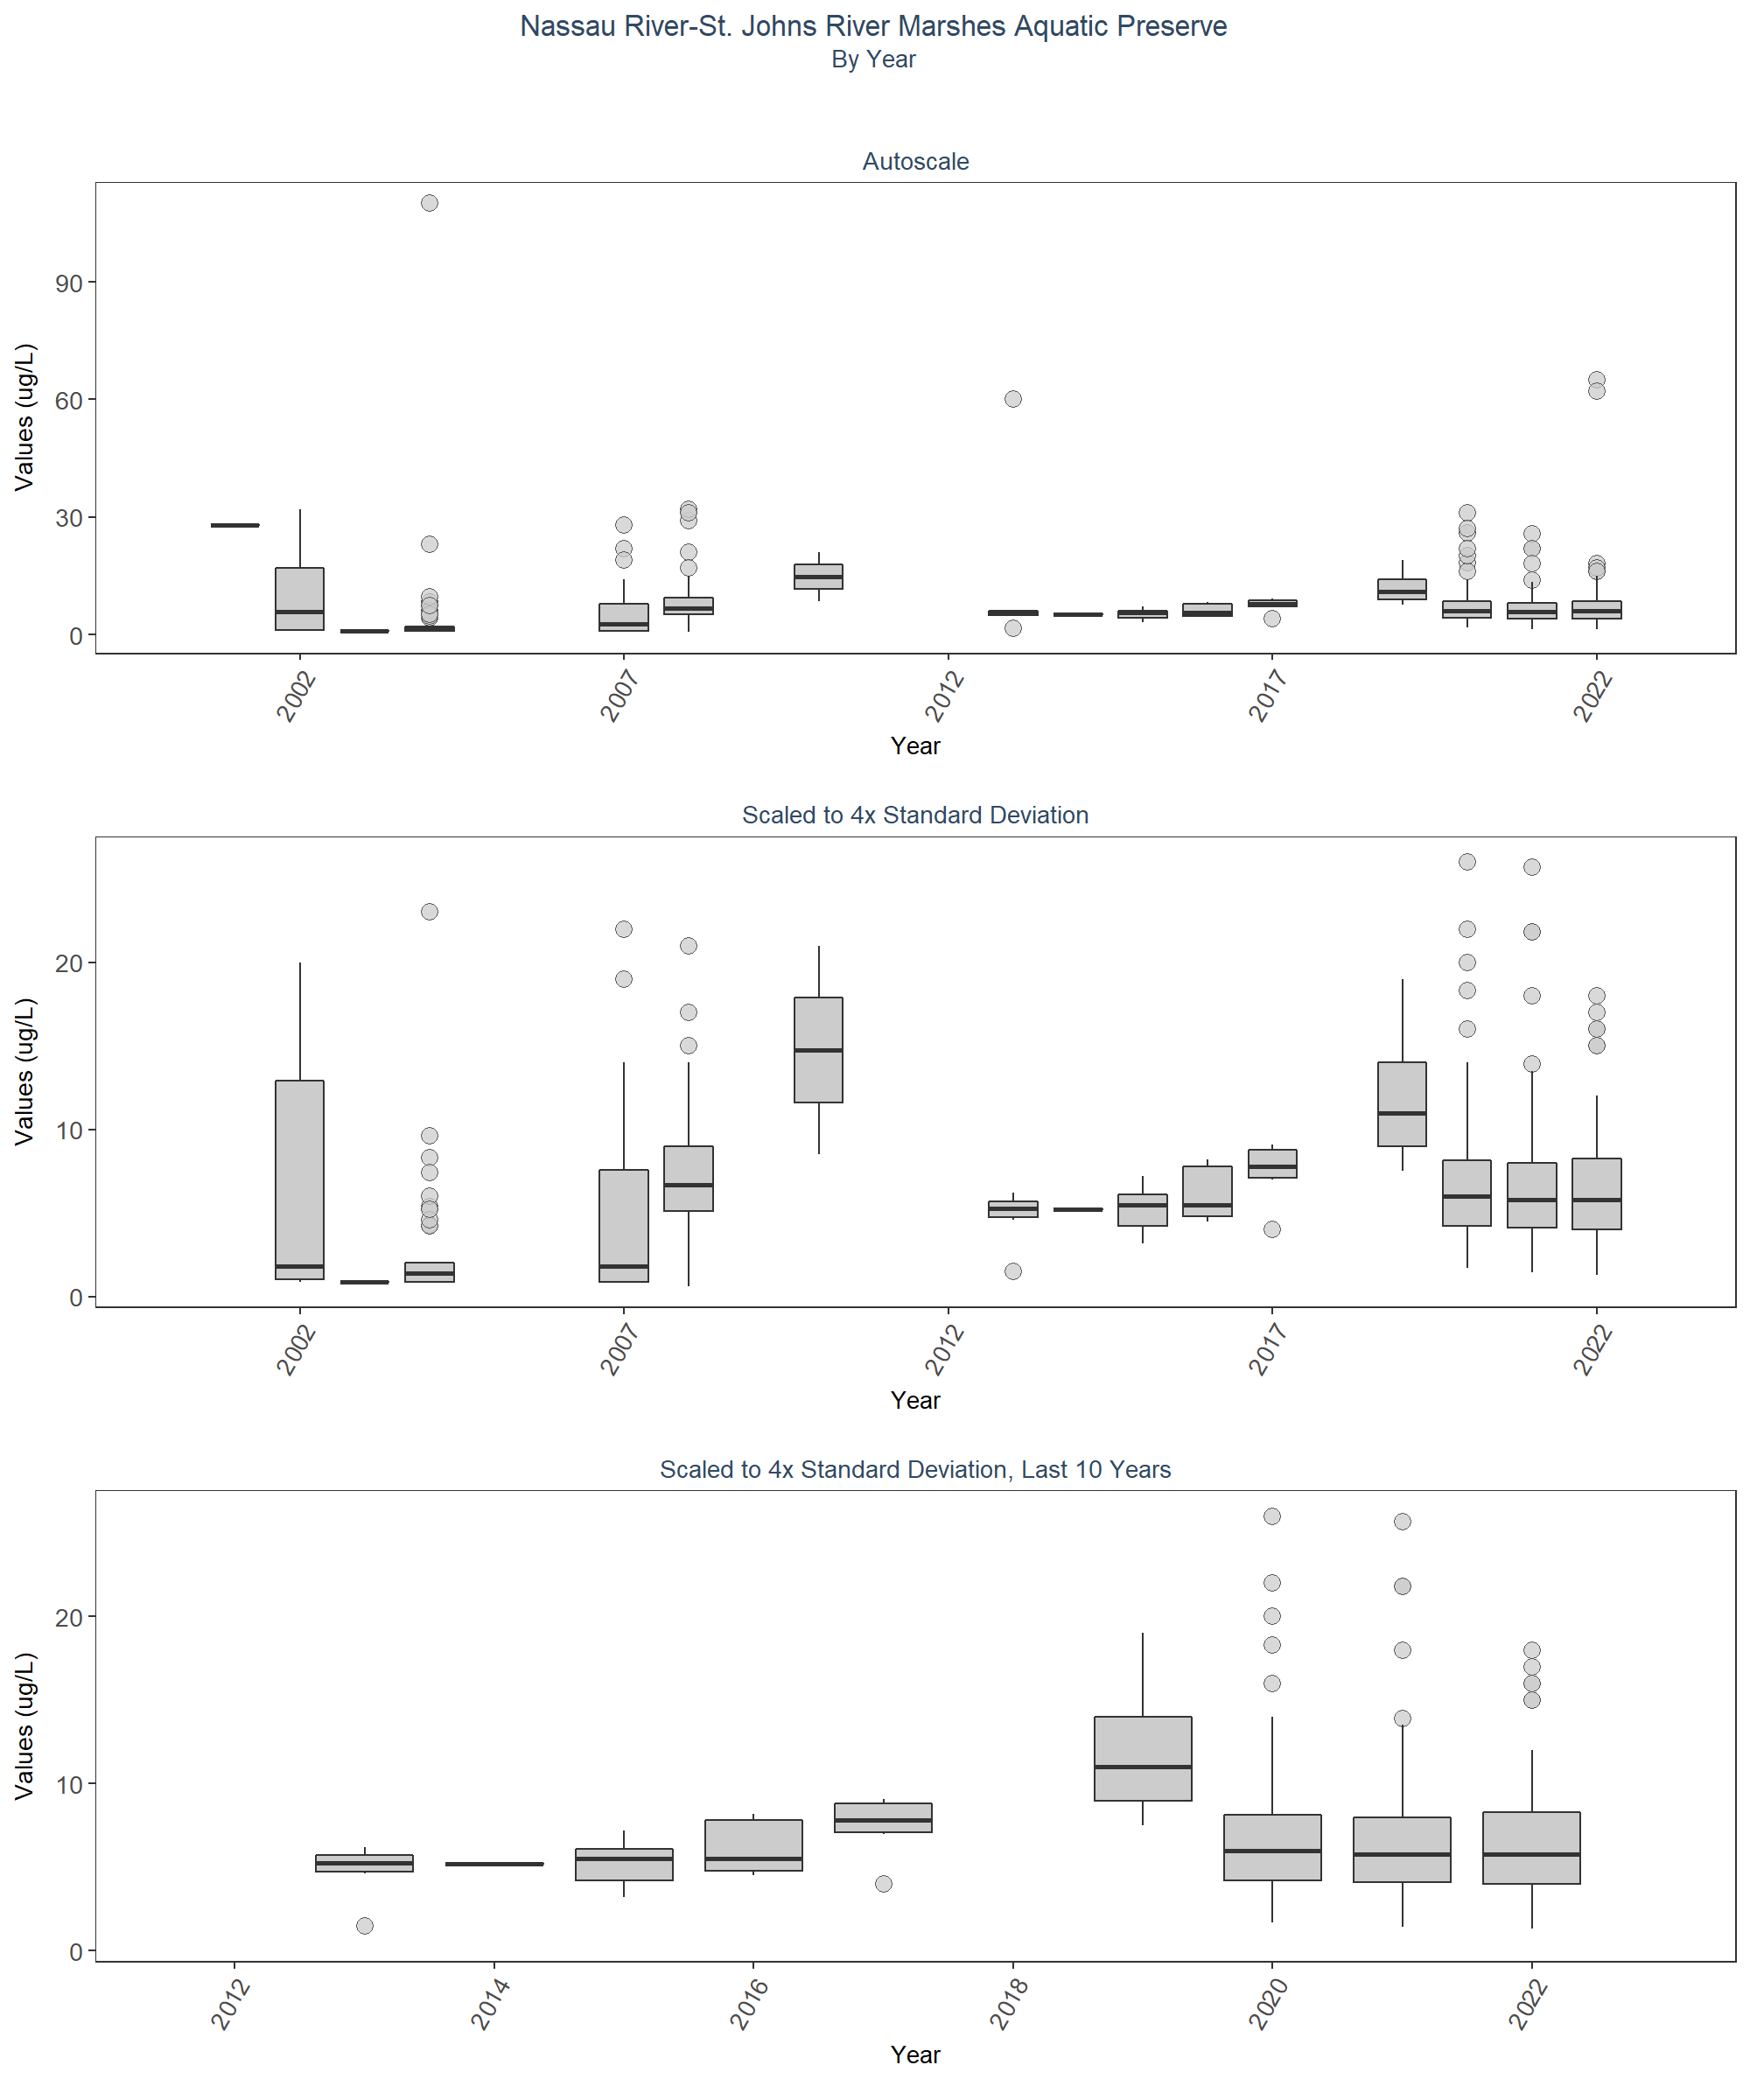 Nassau River-St. Johns River Marshes Aquatic Preserve
By Year
Autoscale
Values (ug/L)
90
60
30
0
2002
2007
2012
2017
2022
Year
Scaled to 4x Standard Deviation
Values (ug/L)
20
10
0
2002
2007
2012
2017
2022
Year
Scaled to 4x Standard Deviation, Last 10 Years
Values (ug/L)
20
10
0
2012
2014
2016
2018
2020
2022
Year